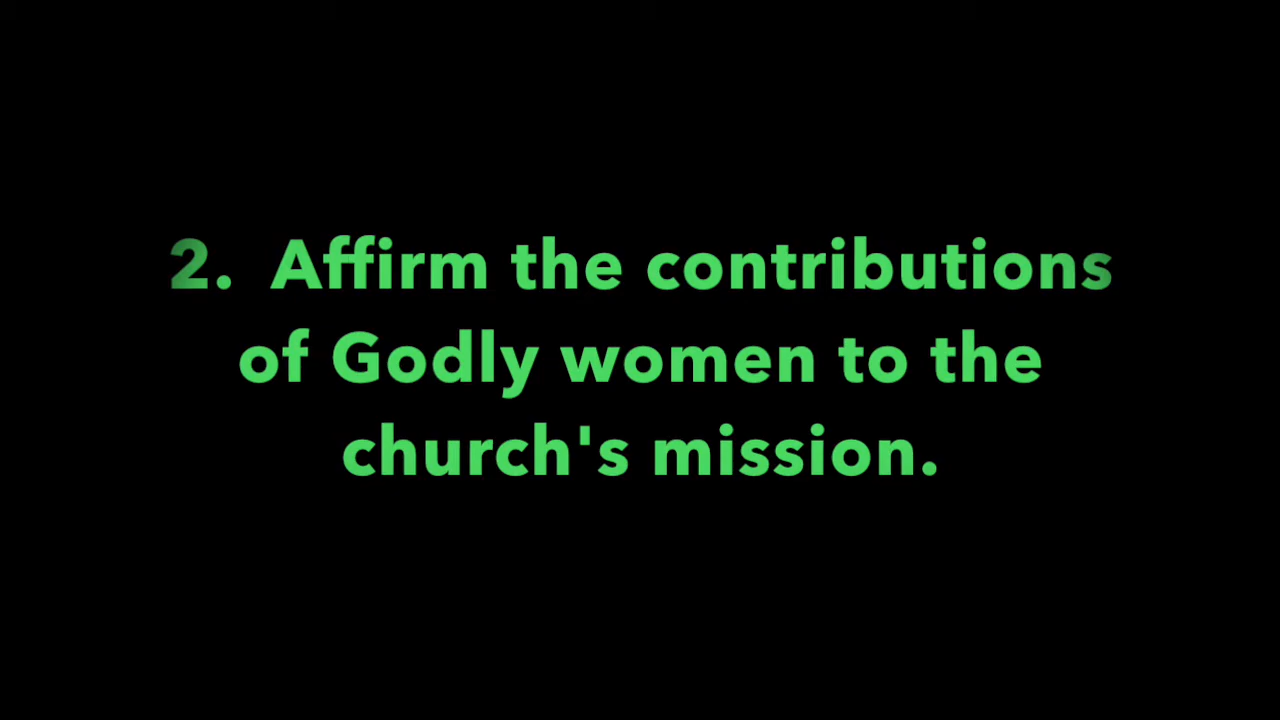 2. Affirm the contributions
of Godly women to the
church's mission.